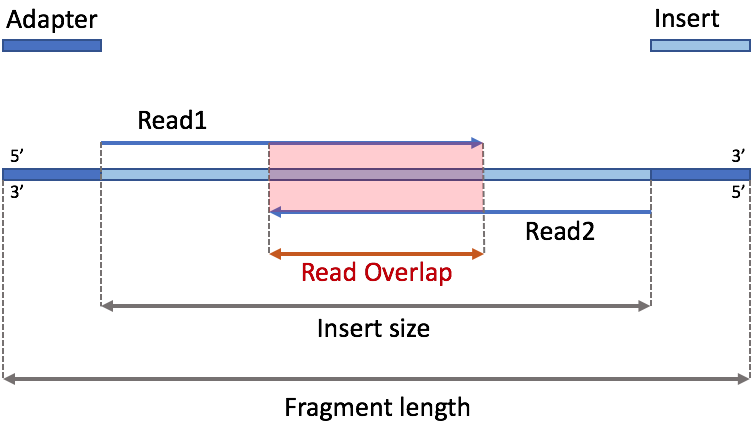 Adapter
Insert
Read1
5’
3’
3’
5’
Read2
Read Overlap
Insert size
Fragment length